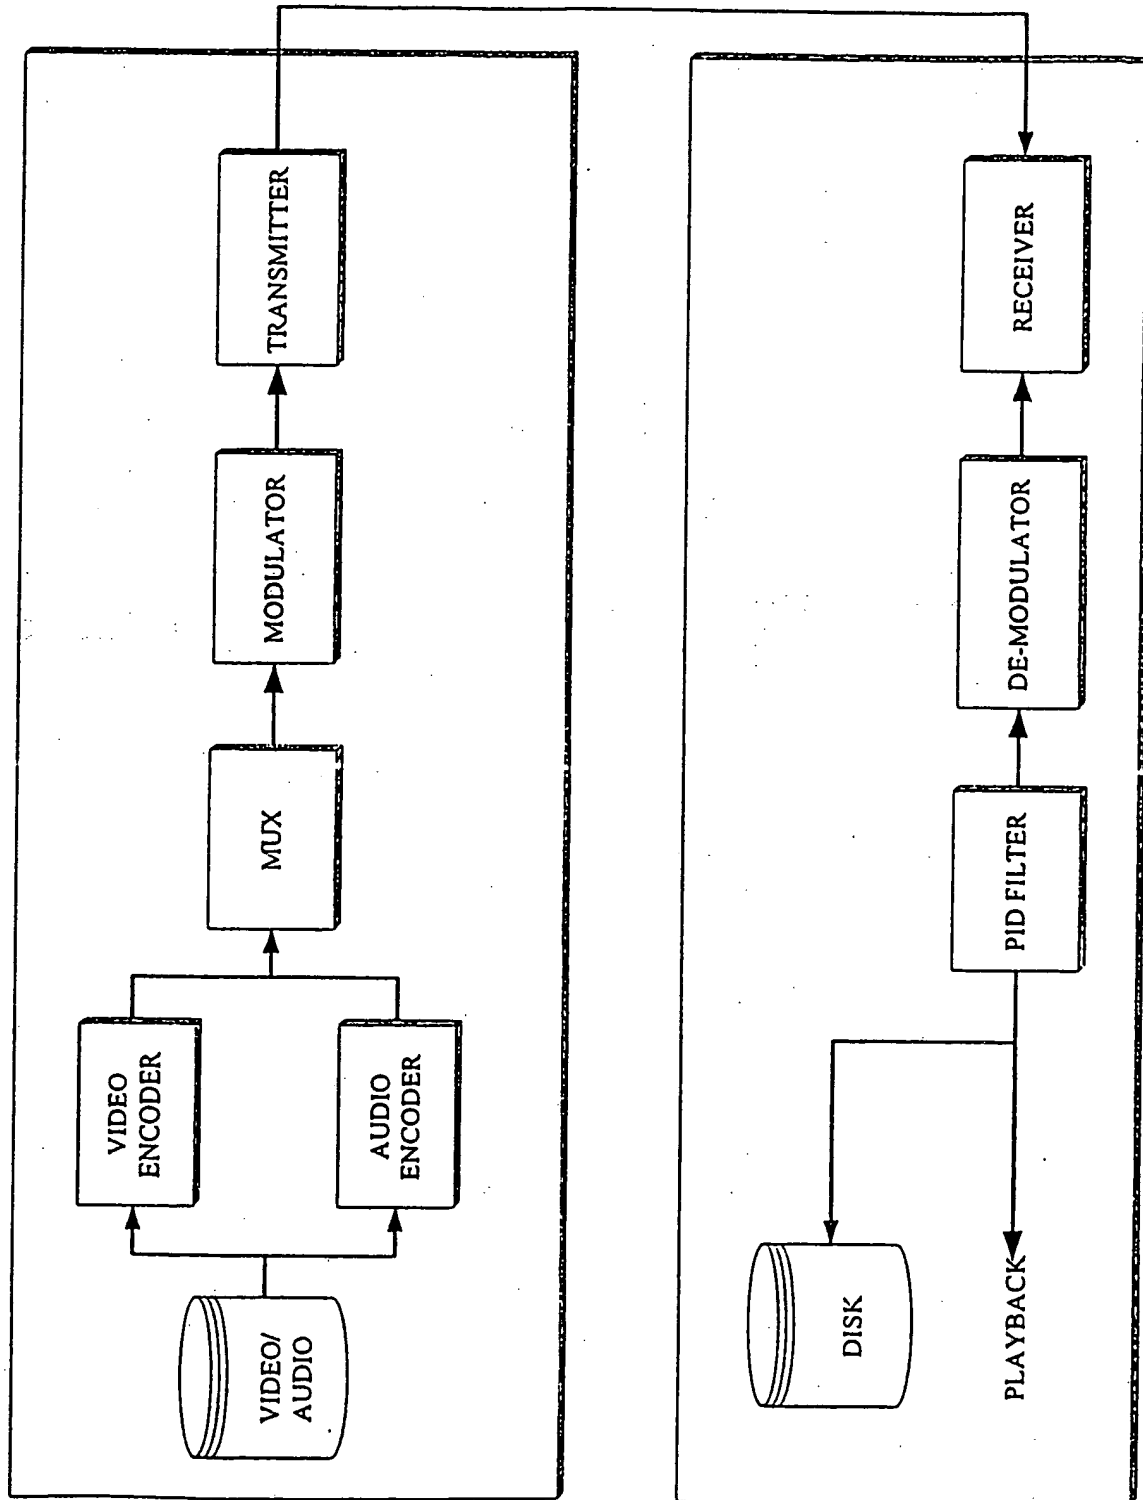 VIDEO/
AUDIO
VIDEO
ENCODER
AUDIO
ENCODER
MUX
MODULATOR
TRANSMITTER
DISK
PLAYBACK
PID FILTER
DE-MODULATOR
RECEIVER